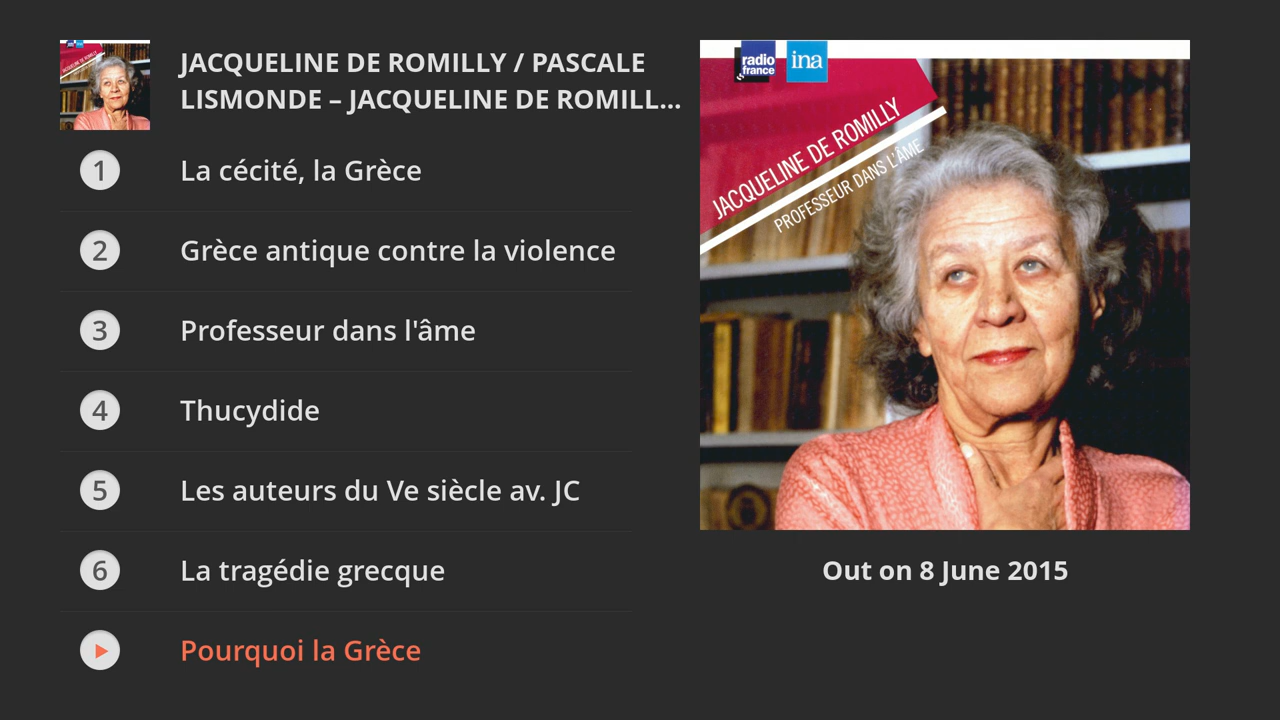 JACQUELINE DE ROMILLY / PASCALE
LISMONDE – JACQUELINE DE ROMILL...
1 La cécité, la Grèce
2 Grèce antique contre la violence
3 Professeur dans l'âme
4 Thucydide
5 Les auteurs du Ve siècle av. JC
6 La tragédie grecque
Pourquoi la Grèce
radio
france
ina
JACQUELINE DE ROMILLY
PROFESSEUR DANS L'ÂME
Out on 8 June 2015